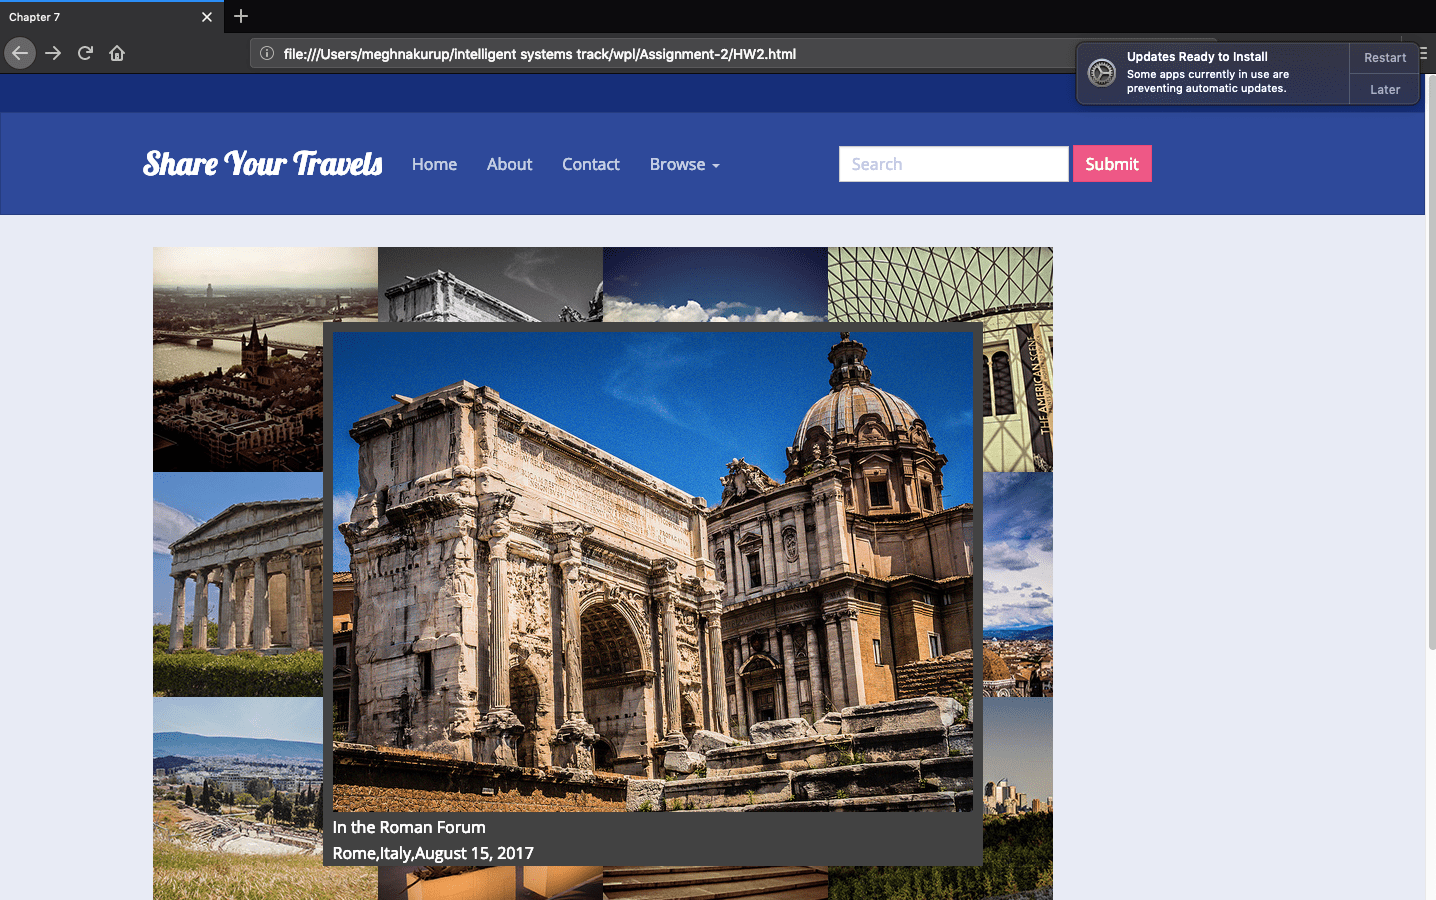 Chapter 7
file:///Users/meghnakurup/intelligent systems track/wpl/Assignment-2/HW2.html
Updates Ready to Install
Some apps currently in use are
preventing automatic updates.
Restart
Later
Share Your Travels
Home
About
Contact
Browse
Search
Submit
THE AMERICAN SCENE
In the Roman Forum
Rome,Italy,August 15, 2017